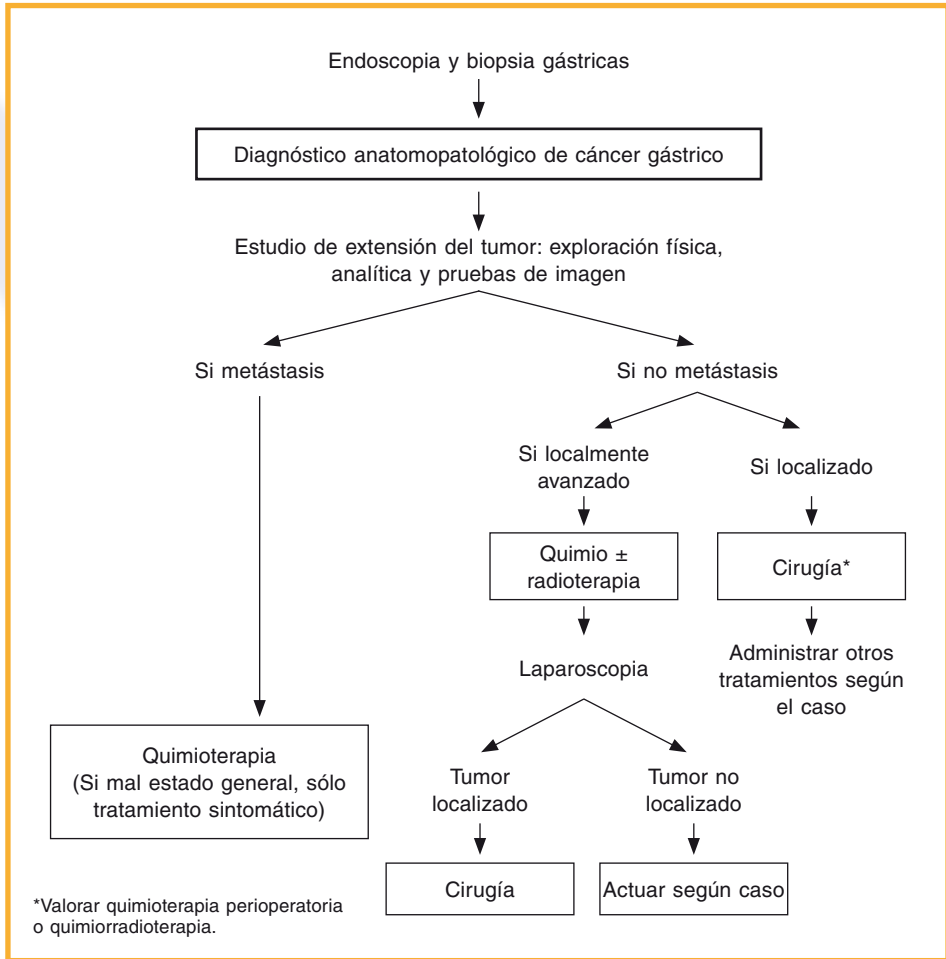 Endoscopia y biopsia gástricas
Diagnóstico anatomopatológico de cáncer gástrico
Estudio de extensión del tumor: exploración física,
analítica y pruebas de imagen
Si metástasis
Si no metástasis
Si localmente
avanzado
Si localizado
Quimio ±
radioterapia
Cirugía*
Laparoscopia
Administrar otros
tratamientos según
el caso
Quimioterapia
(Si mal estado general, sólo
tratamiento sintomático)
Tumor
localizado
Tumor no
localizado
Cirugía
Actuar según caso
*Valorar quimioterapia perioperatoria
o quimiorradioterapia.